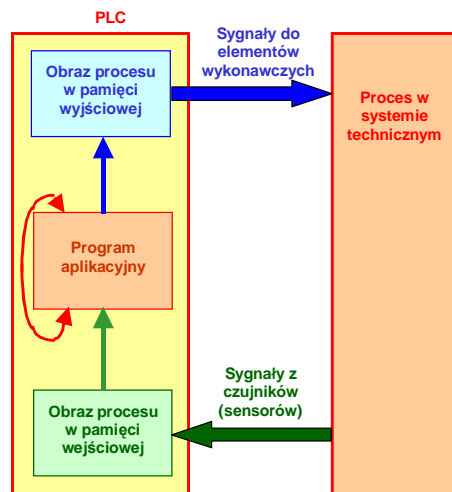 PLC
Sygnały do
elementów
wykonawczych
Obraz procesu
w pamięci
wyjściowej
Proces w
systemie
technicznym
Program
aplikacyjny
Sygnały z
czujników
(sensorów)
Obraz procesu
w pamięci
wejściowej